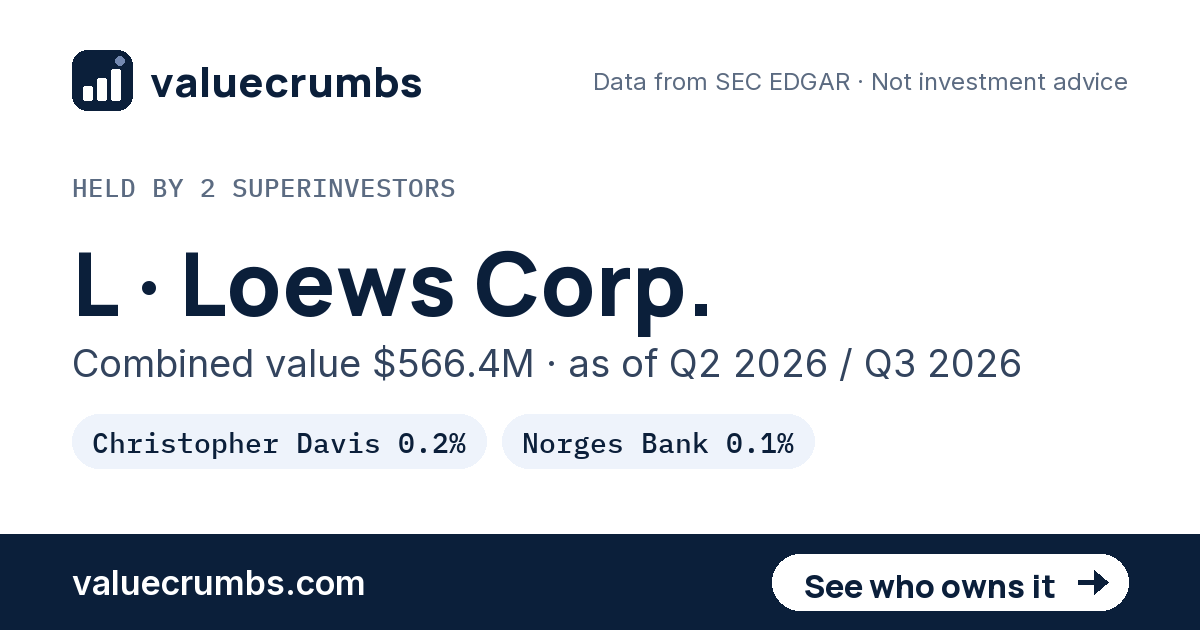 valuecrumbs
Data from SEC EDGAR · Not investment advice
HELD BY 2 SUPERINVESTORS
L · Loews Corp.
Combined value $566.4M · as of Q2 2026 / Q3 2026
Christopher Davis 0.2%
Norges Bank 0.1%
valuecrumbs.com
See who owns it →